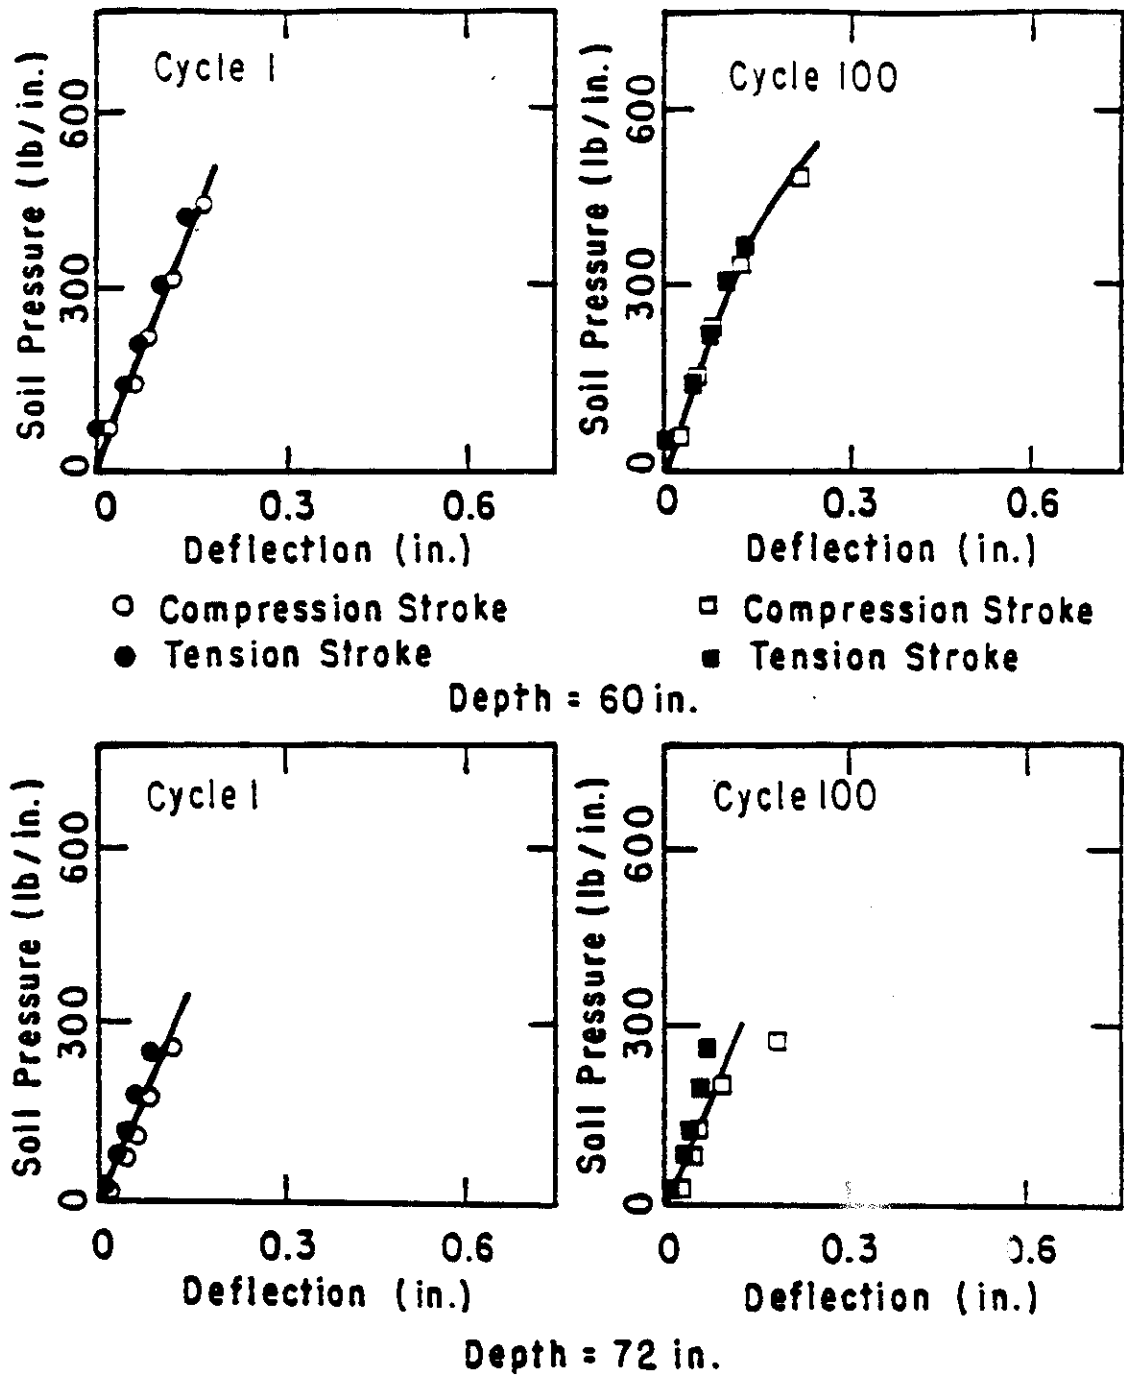 Cycle 1
Soil Pressure (lb/in.)
600
300
0
0 0.3 0.6
Deflection (in.)
Cycle 100
Soil Pressure (lb/in.)
600
300
0
0 0.3 0.6
Deflection (in.)
Compression Stroke
Tension Stroke
Compression Stroke
Tension Stroke
Depth = 60 in.
Cycle 1
Soil Pressure (lb/in.)
600
300
0
0 0.3 0.6
Deflection (in.)
Cycle 100
Soil Pressure (lb/in.)
600
300
0
0 0.3 0.6
Deflection (in.)
Depth = 72 in.